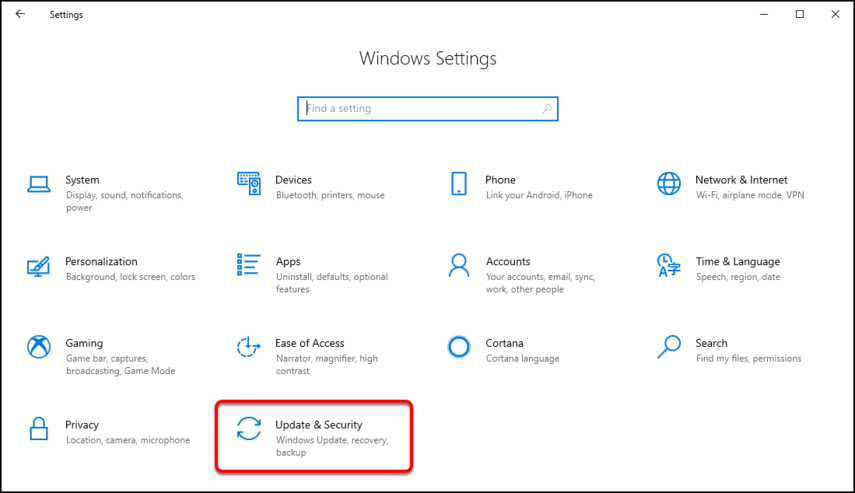 Settings
Windows Settings
Find a setting
System
Display, sound, notifications,
power
Devices
Bluetooth, printers, mouse
Phone
Link your Android, iPhone
Network & Internet
Wi-Fi, airplane mode, VPN
Personalization
Background, lock screen, colors
Apps
Uninstall, defaults, optional
features
Accounts
Your accounts, email, sync,
work, other people
Time & Language
Speech, region, date
Gaming
Game bar, captures,
broadcasting, Game Mode
Ease of Access
Narrator, magnifier, high
contrast
Cortana
Cortana language
Search
Find my files, permissions
Privacy
Location, camera, microphone
Update & Security
Windows Update, recovery,
backup